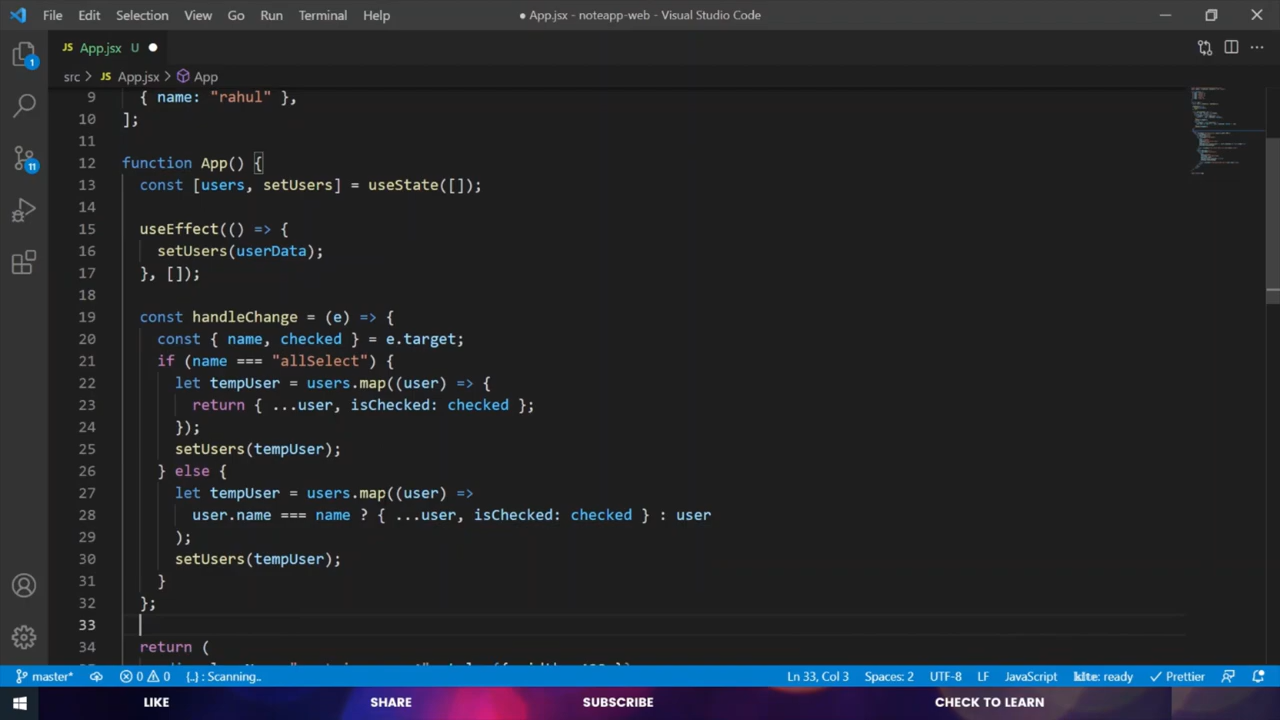 File Edit Selection View Go Run Terminal Help
● App.jsx - noteapp-web - Visual Studio Code
JS App.jsx U
src > JS App.jsx > App
9 { name: "rahul" },
10 ];
11
12 function App() {
13 const [users, setUsers] = useState([]);
14
15 useEffect(() => {
16 setUsers(userData);
17 }, []);
18
19 const handleChange = (e) => {
20 const { name, checked } = e.target;
21 if (name === "allSelect") {
22 let tempUser = users.map((user) => {
23 return { ...user, isChecked: checked };
24 });
25 setUsers(tempUser);
26 } else {
27 let tempUser = users.map((user) =>
28 user.name === name ? { ...user, isChecked: checked } : user
29 );
30 setUsers(tempUser);
31 }
32 };
33
34 return (
1
11
master* 0 0 {..} : Scanning.. Ln 33, Col 3 Spaces: 2 UTF-8 LF JavaScript kite: ready Prettier
LIKE SHARE SUBSCRIBE CHECK TO LEARN